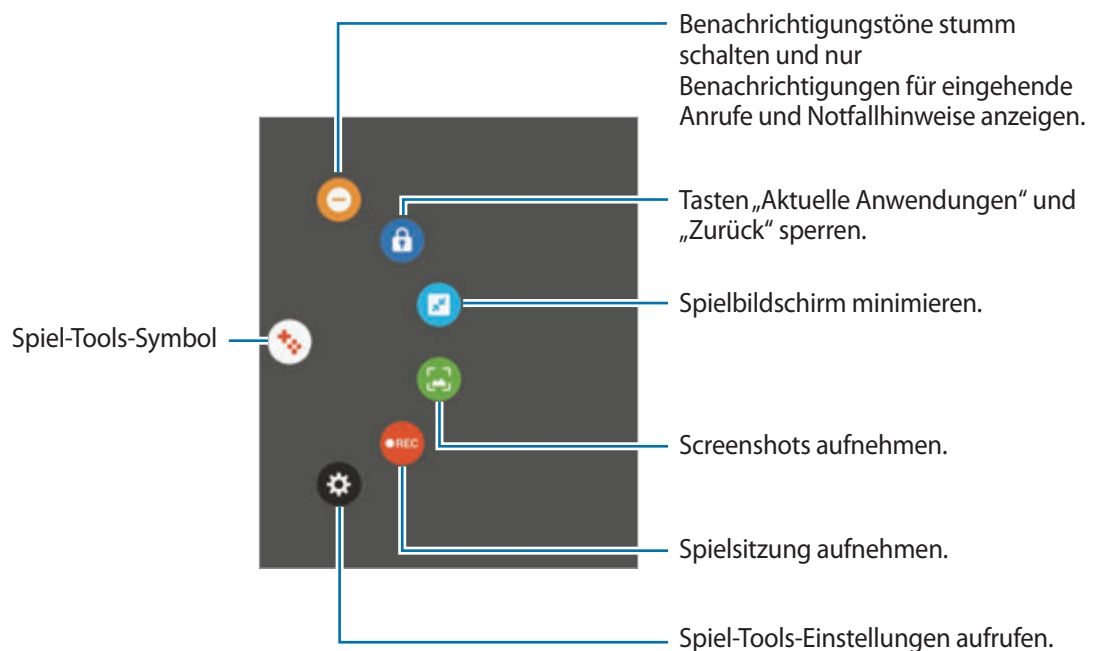 Benachrichtigungstöne stumm
schalten und nur
Benachrichtigungen für eingehende
Anrufe und Notfallhinweise anzeigen.
Tasten „Aktuelle Anwendungen“ und
„Zurück“ sperren.
Spielbildschirm minimieren.
Spiel-Tools-Symbol
Screenshots aufnehmen.
REC
Spielsitzung aufnehmen.
Spiel-Tools-Einstellungen aufrufen.